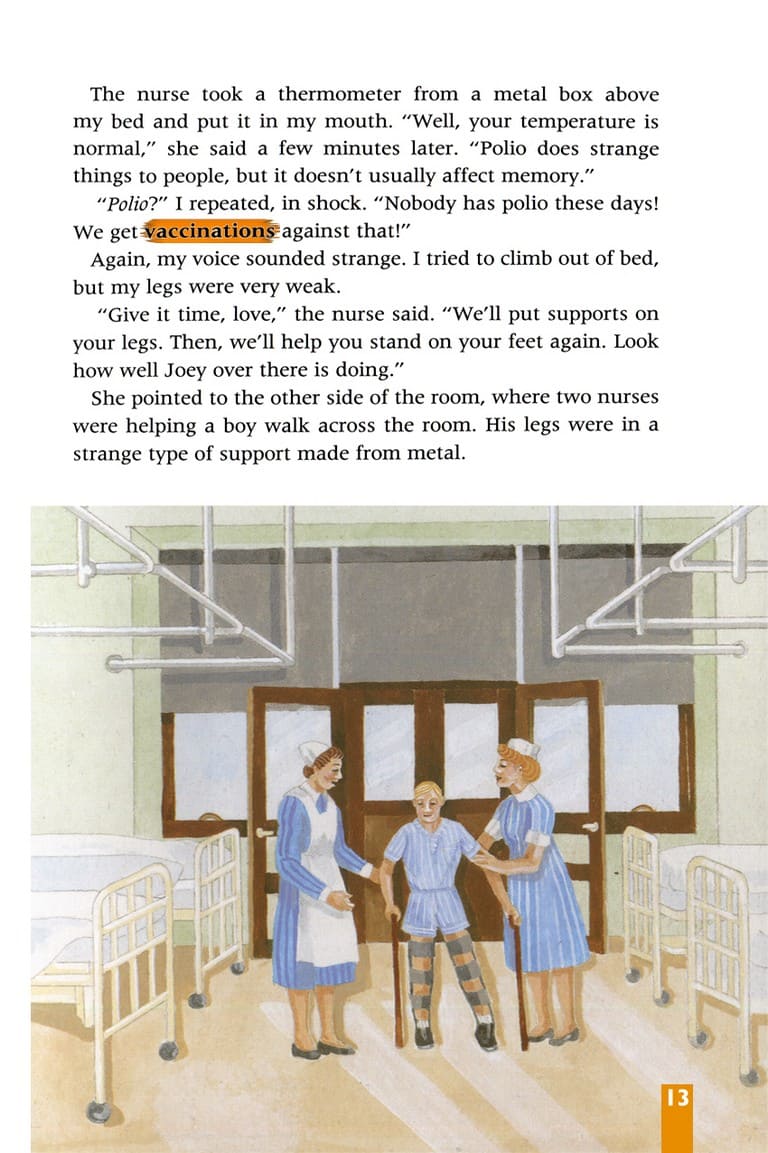 The nurse took a thermometer from a metal box above
my bed and put it in my mouth. “Well, your temperature is
normal,” she said a few minutes later. “Polio does strange
things to people, but it doesn’t usually affect memory.”
“Polio?” I repeated, in shock. “Nobody has polio these days!
We get vaccinations against that!”
Again, my voice sounded strange. I tried to climb out of bed,
but my legs were very weak.
“Give it time, love,” the nurse said. “We’ll put supports on
your legs. Then, we’ll help you stand on your feet again. Look
how well Joey over there is doing.”
She pointed to the other side of the room, where two nurses
were helping a boy walk across the room. His legs were in a
strange type of support made from metal.
13